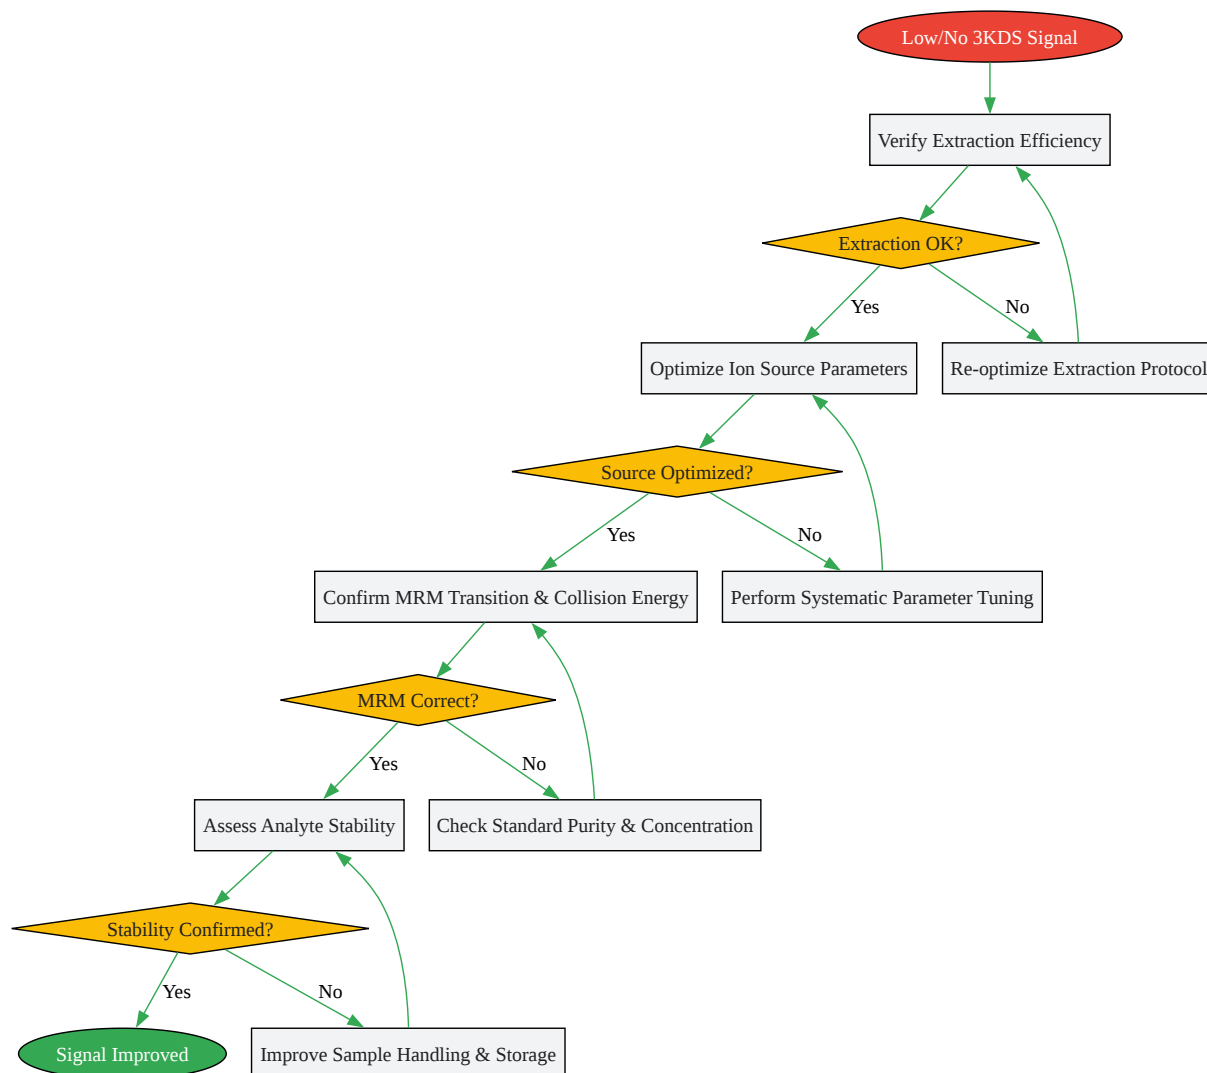 Low/No 3KDS Signal
Verify Extraction Efficiency
Extraction OK?
Yes
No
Optimize Ion Source Parameters
Re-optimize Extraction Protocol
Source Optimized?
Yes
No
Confirm MRM Transition & Collision Energy
Perform Systematic Parameter Tuning
MRM Correct?
Yes
No
Assess Analyte Stability
Check Standard Purity & Concentration
Stability Confirmed?
Yes
No
Signal Improved
Improve Sample Handling & Storage